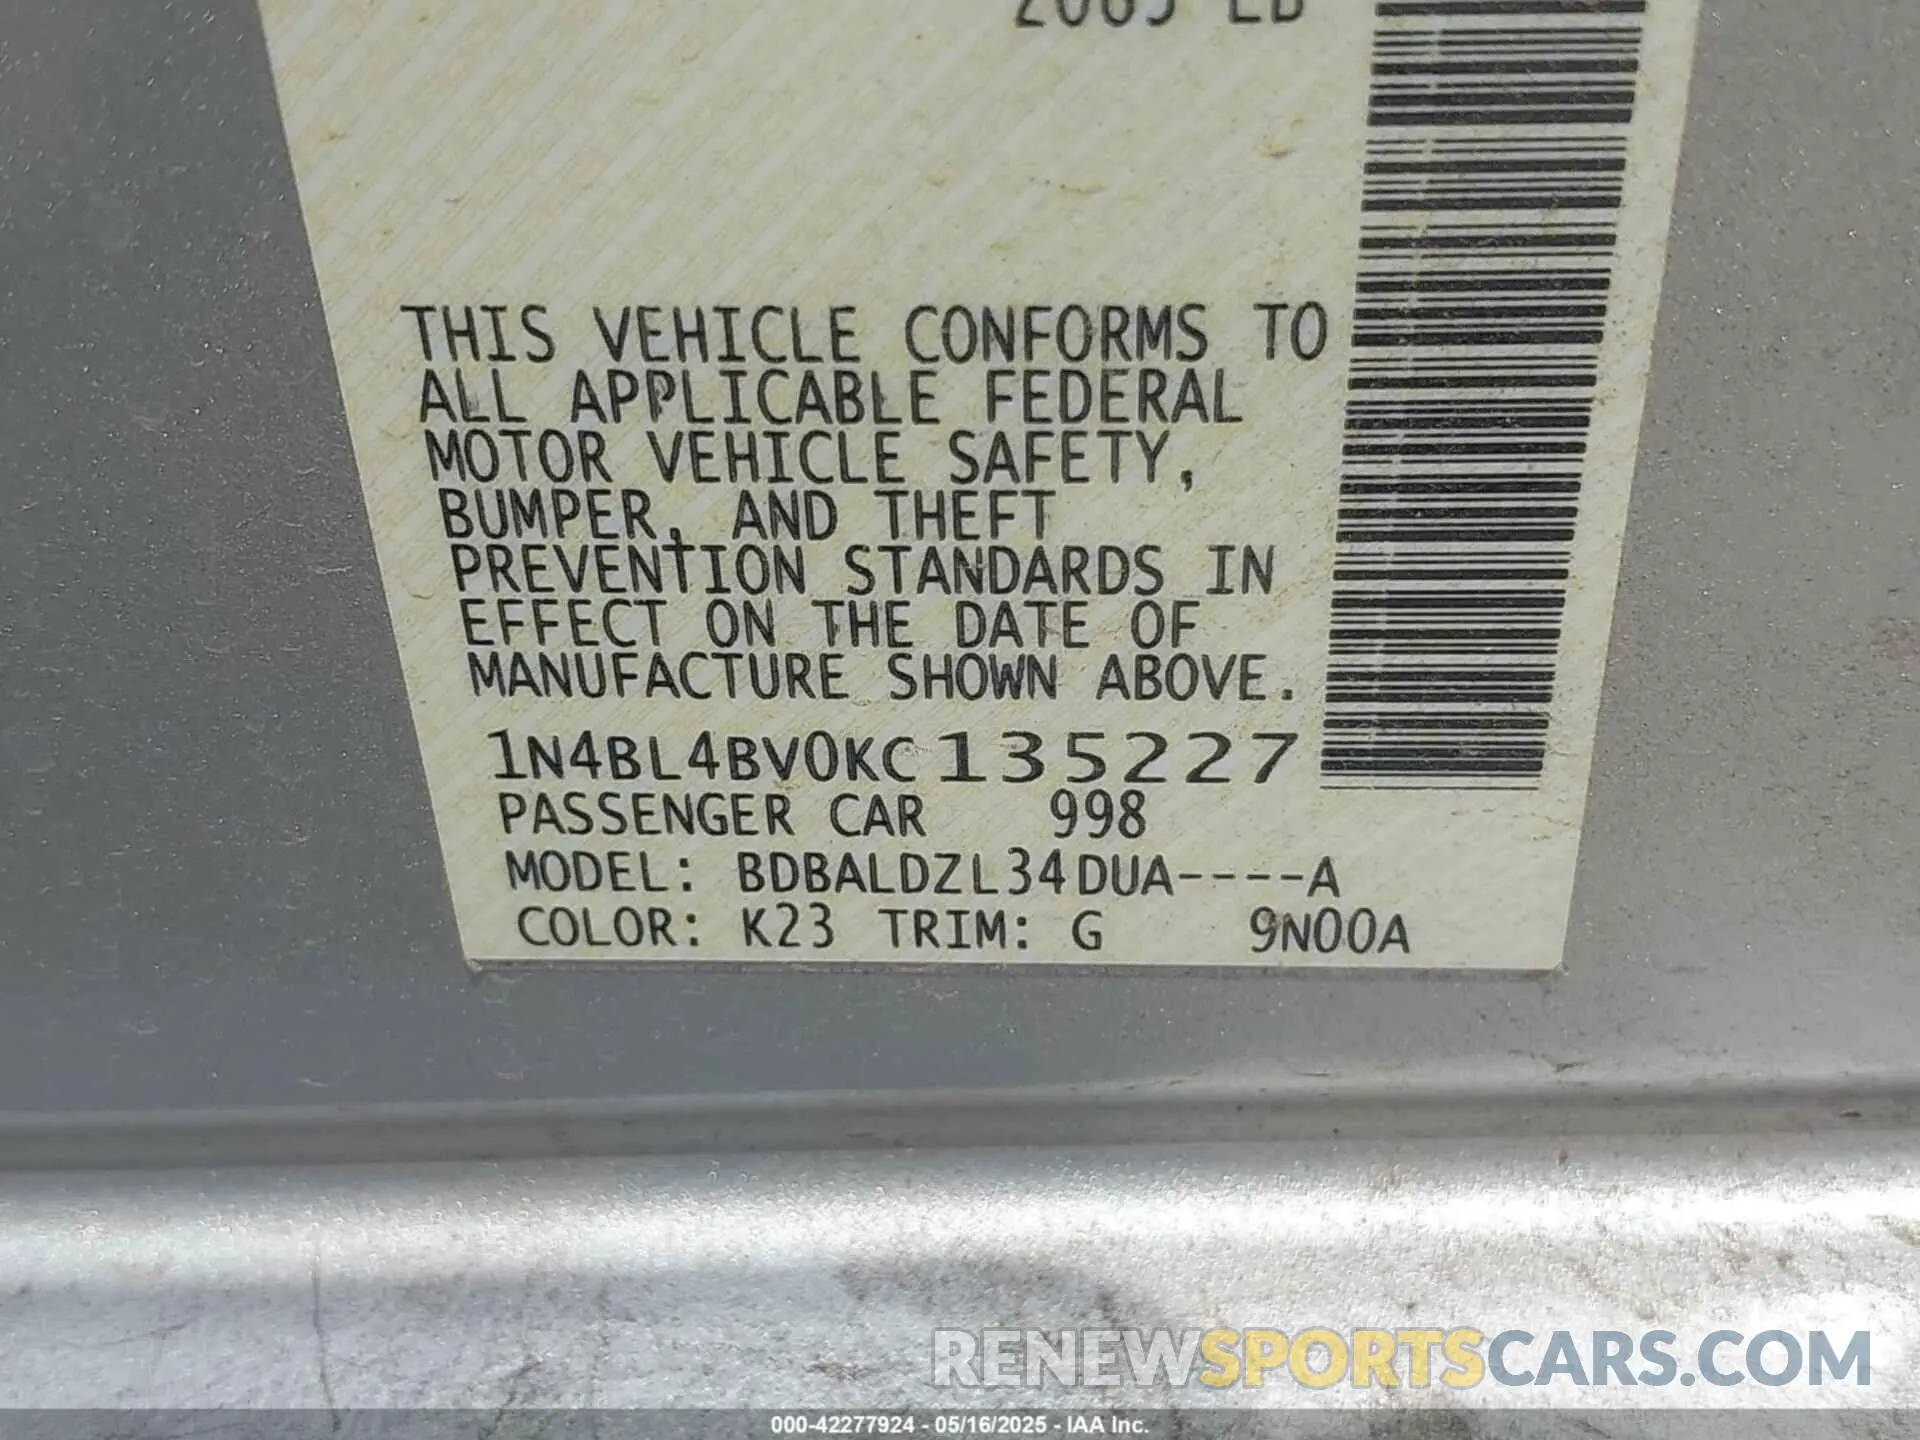 THIS VEHICLE CONFORMS TO
ALL APPLICABLE FEDERAL
MOTOR VEHICLE SAFETY,
BUMPER, AND THEFT
PREVENTION STANDARDS IN
EFFECT ON THE DATE OF
MANUFACTURE SHOWN ABOVE.
1N4BL4BV0KC135227
PASSENGER CAR 998
MODEL: BDBALDZL34DUA----A
COLOR: K23 TRIM: G 9N00A
RENEWSPORTSCARS.COM
000-42277924 - 05/16/2025 - IAA Inc.